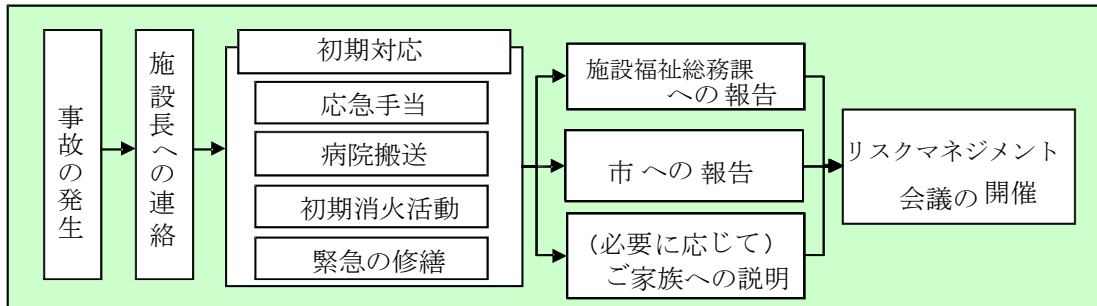 事故の発生
施設長への連絡
初期対応
応急手当
病院搬送
初期消火活動
緊急の修繕
施設福祉総務課
への報告
市への報告
(必要に応じて)
ご家族への説明
リスクマネジメント
会議の開催